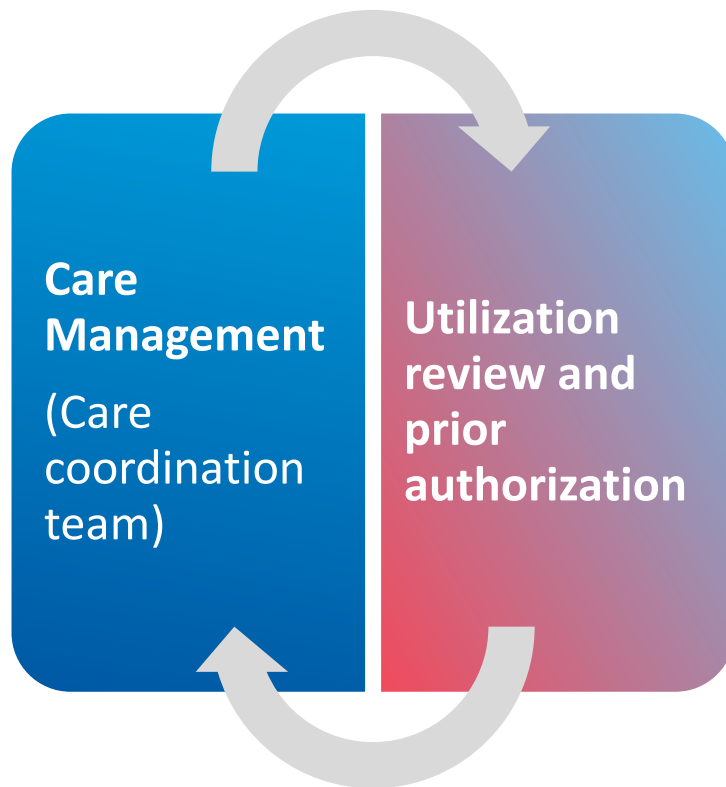 Care
Management
(Care
coordination
team)
Utilization
review and
prior
authorization